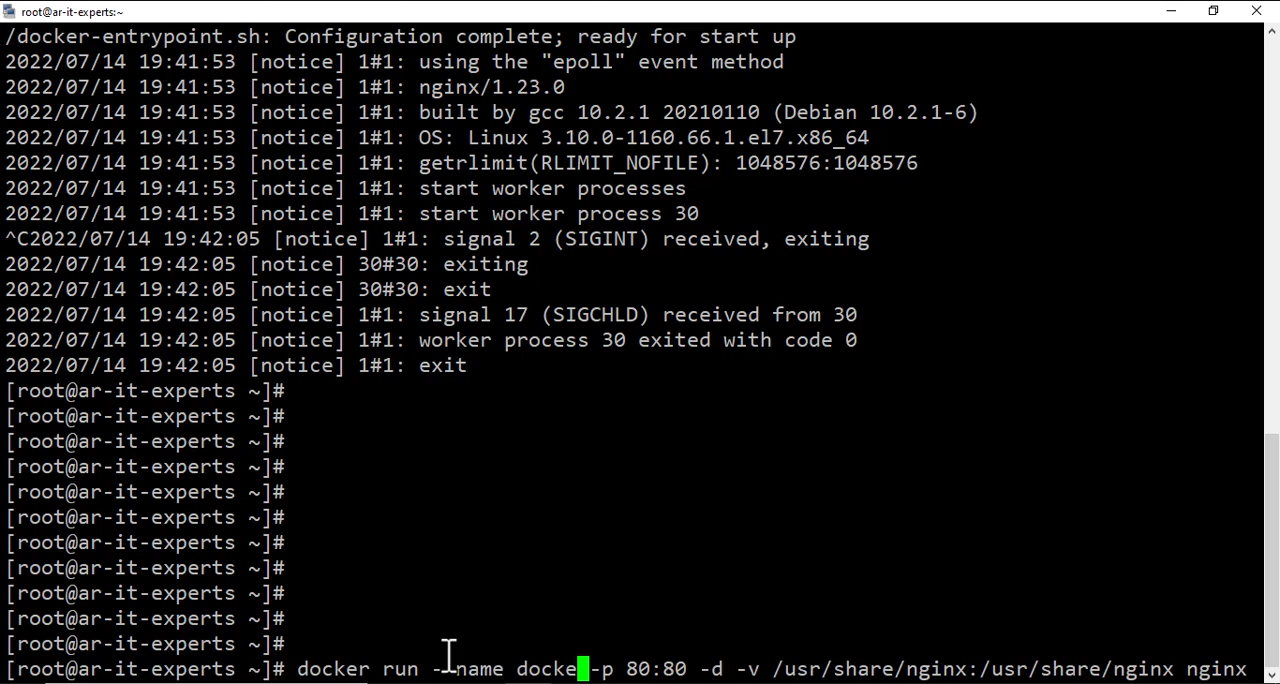 root@ar-it-experts:~
/docker-entrypoint.sh: Configuration complete; ready for start up
2022/07/14 19:41:53 [notice] 1#1: using the "epoll" event method
2022/07/14 19:41:53 [notice] 1#1: nginx/1.23.0
2022/07/14 19:41:53 [notice] 1#1: built by gcc 10.2.1 20210110 (Debian 10.2.1-6)
2022/07/14 19:41:53 [notice] 1#1: OS: Linux 3.10.0-1160.66.1.el7.x86_64
2022/07/14 19:41:53 [notice] 1#1: getrlimit(RLIMIT_NOFILE): 1048576:1048576
2022/07/14 19:41:53 [notice] 1#1: start worker processes
2022/07/14 19:41:53 [notice] 1#1: start worker process 30
^C2022/07/14 19:42:05 [notice] 1#1: signal 2 (SIGINT) received, exiting
2022/07/14 19:42:05 [notice] 30#30: exiting
2022/07/14 19:42:05 [notice] 30#30: exit
2022/07/14 19:42:05 [notice] 1#1: signal 17 (SIGCHLD) received from 30
2022/07/14 19:42:05 [notice] 1#1: worker process 30 exited with code 0
2022/07/14 19:42:05 [notice] 1#1: exit
[root@ar-it-experts ~]#
[root@ar-it-experts ~]#
[root@ar-it-experts ~]#
[root@ar-it-experts ~]#
[root@ar-it-experts ~]#
[root@ar-it-experts ~]#
[root@ar-it-experts ~]#
[root@ar-it-experts ~]#
[root@ar-it-experts ~]#
[root@ar-it-experts ~]#
[root@ar-it-experts ~]#
[root@ar-it-experts ~]# docker run --name docke -p 80:80 -d -v /usr/share/nginx:/usr/share/nginx nginx